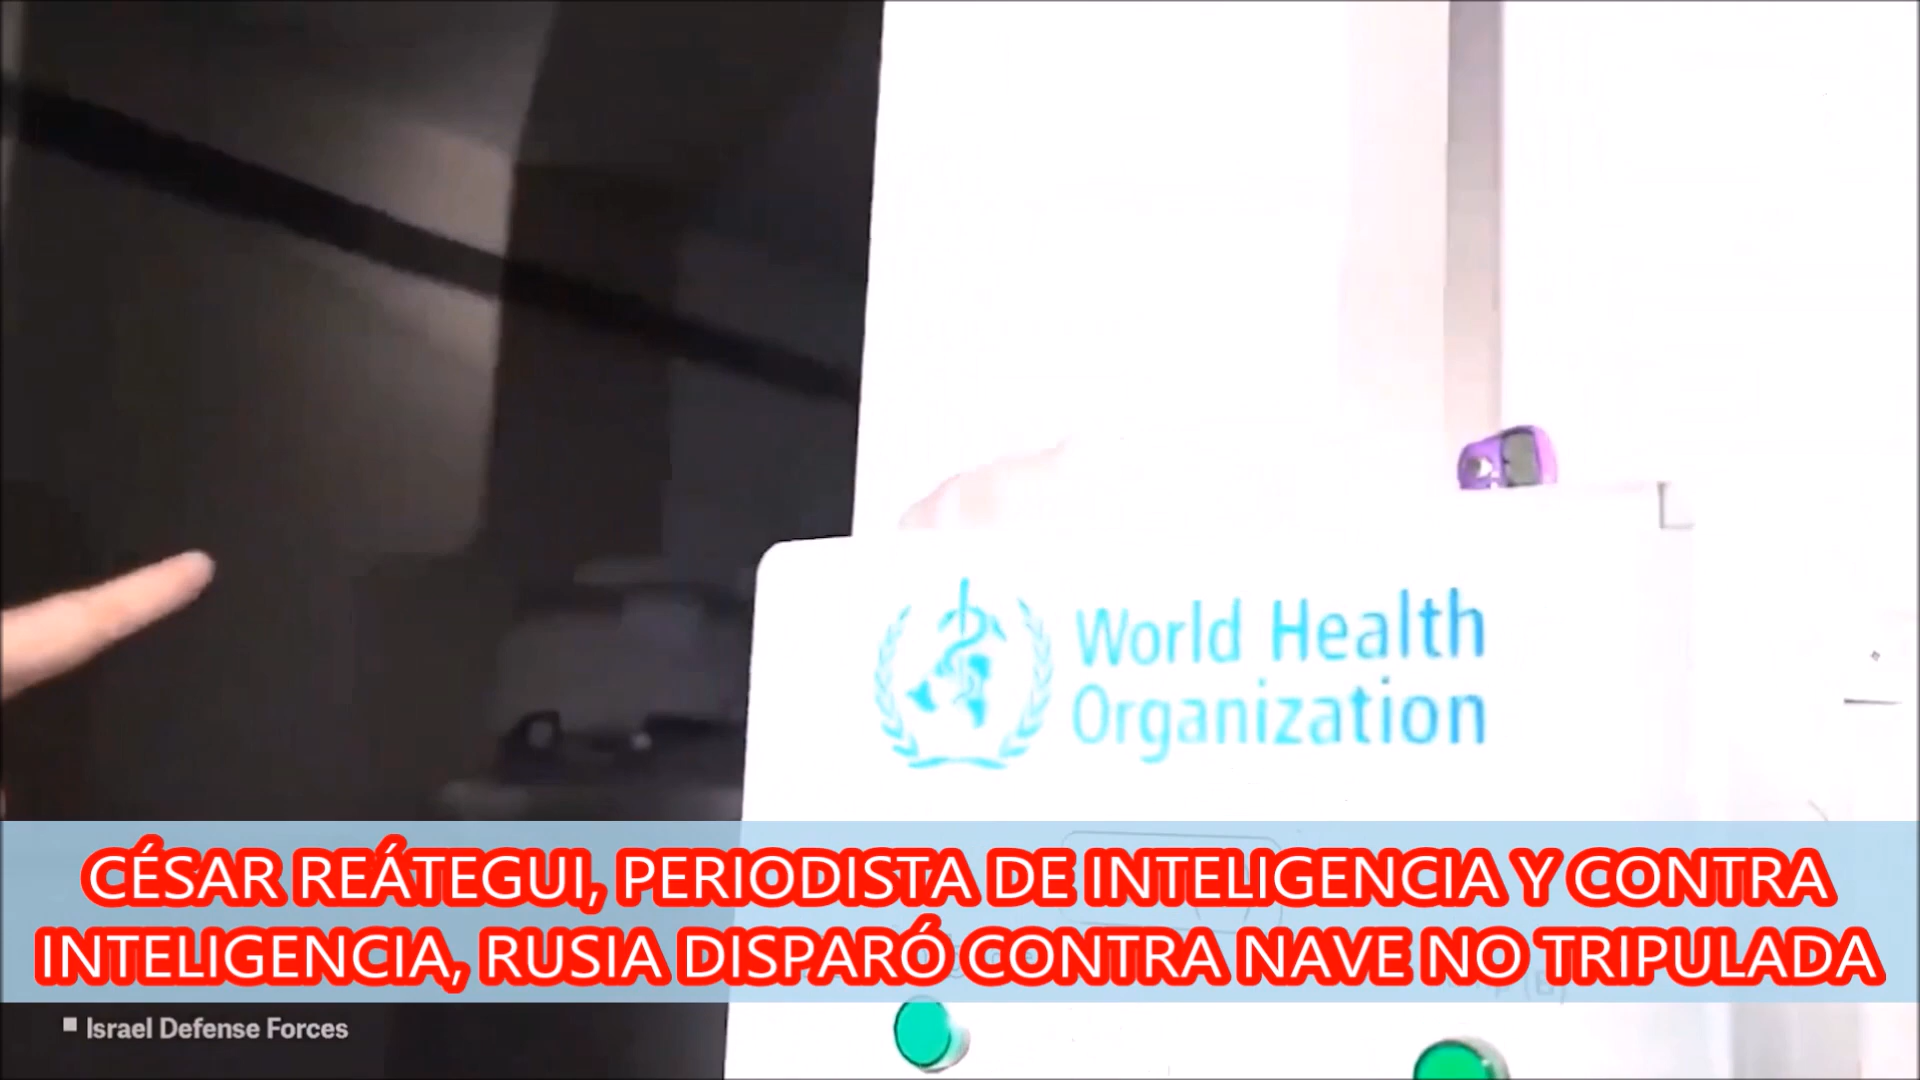 World Health
Organization
CÉSAR REÁTEGUI, PERIODISTA DE INTELIGENCIA Y CONTRA
INTELIGENCIA, RUSIA DISPARÓ CONTRA NAVE NO TRIPULADA
Israel Defense Forces